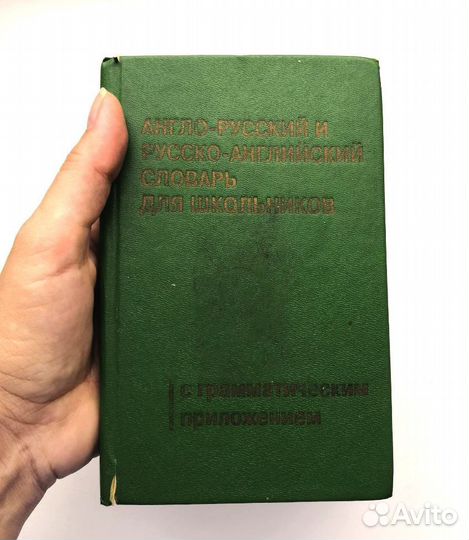 АНГЛО-РУССКИЙ И
РУССКО-АНГЛИЙСКИЙ
СЛОВАРЬ
ДЛЯ ШКОЛЬНИКОВ
с грамматическим
приложением
Avito